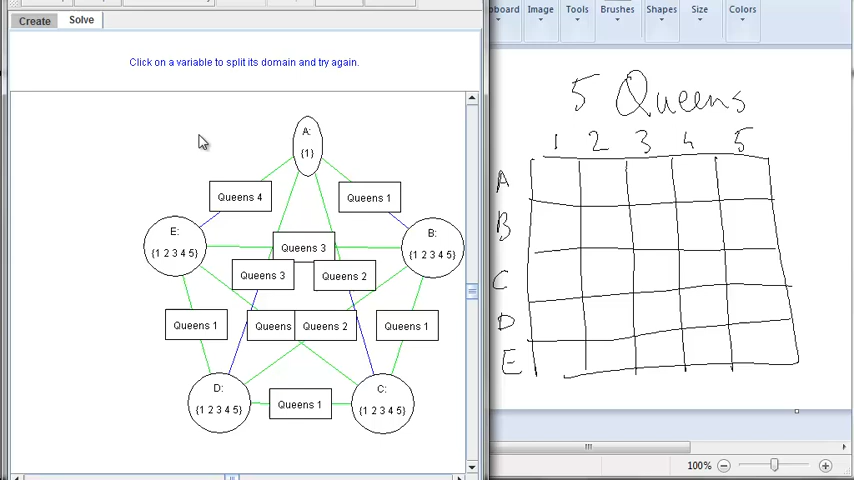 Create Solve
Click on a variable to split its domain and try again.
A:
{1}
Queens 4
Queens 1
E:
{1 2 3 4 5}
Queens 3
B:
{1 2 3 4 5}
Queens 3
Queens 2
Queens 1
Queens
Queens 2
Queens 1
D:
{1 2 3 4 5}
Queens 1
C:
{1 2 3 4 5}
pboard Image Tools Brushes Shapes Size Colors
5 Queens
1 2 3 4 5
A
B
C
D
E
100%